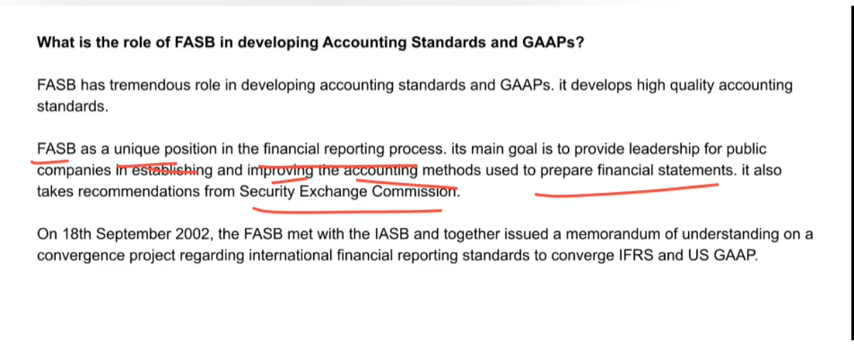 What is the role of FASB in developing Accounting Standards and GAAPs?
FASB has tremendous role in developing accounting standards and GAAPs. it develops high quality accounting
standards.
FASB as a unique position in the financial reporting process. its main goal is to provide leadership for public
companies in establishing and improving the accounting methods used to prepare financial statements. it also
takes recommendations from Security Exchange Commission.
On 18th September 2002, the FASB met with the IASB and together issued a memorandum of understanding on a
convergence project regarding international financial reporting standards to converge IFRS and US GAAP.